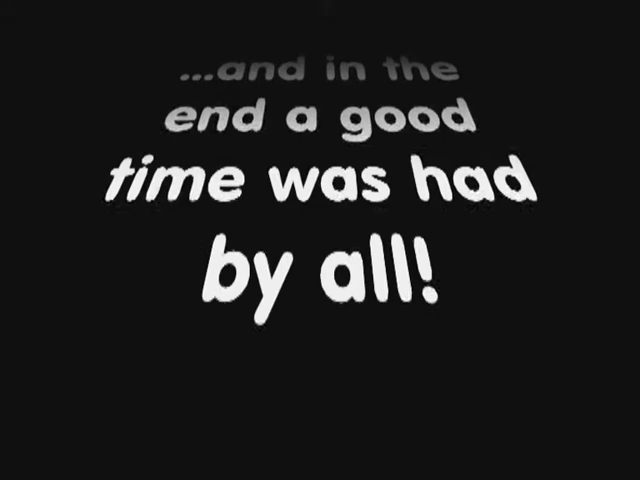 ...and in the
end a good
time was had
by all!